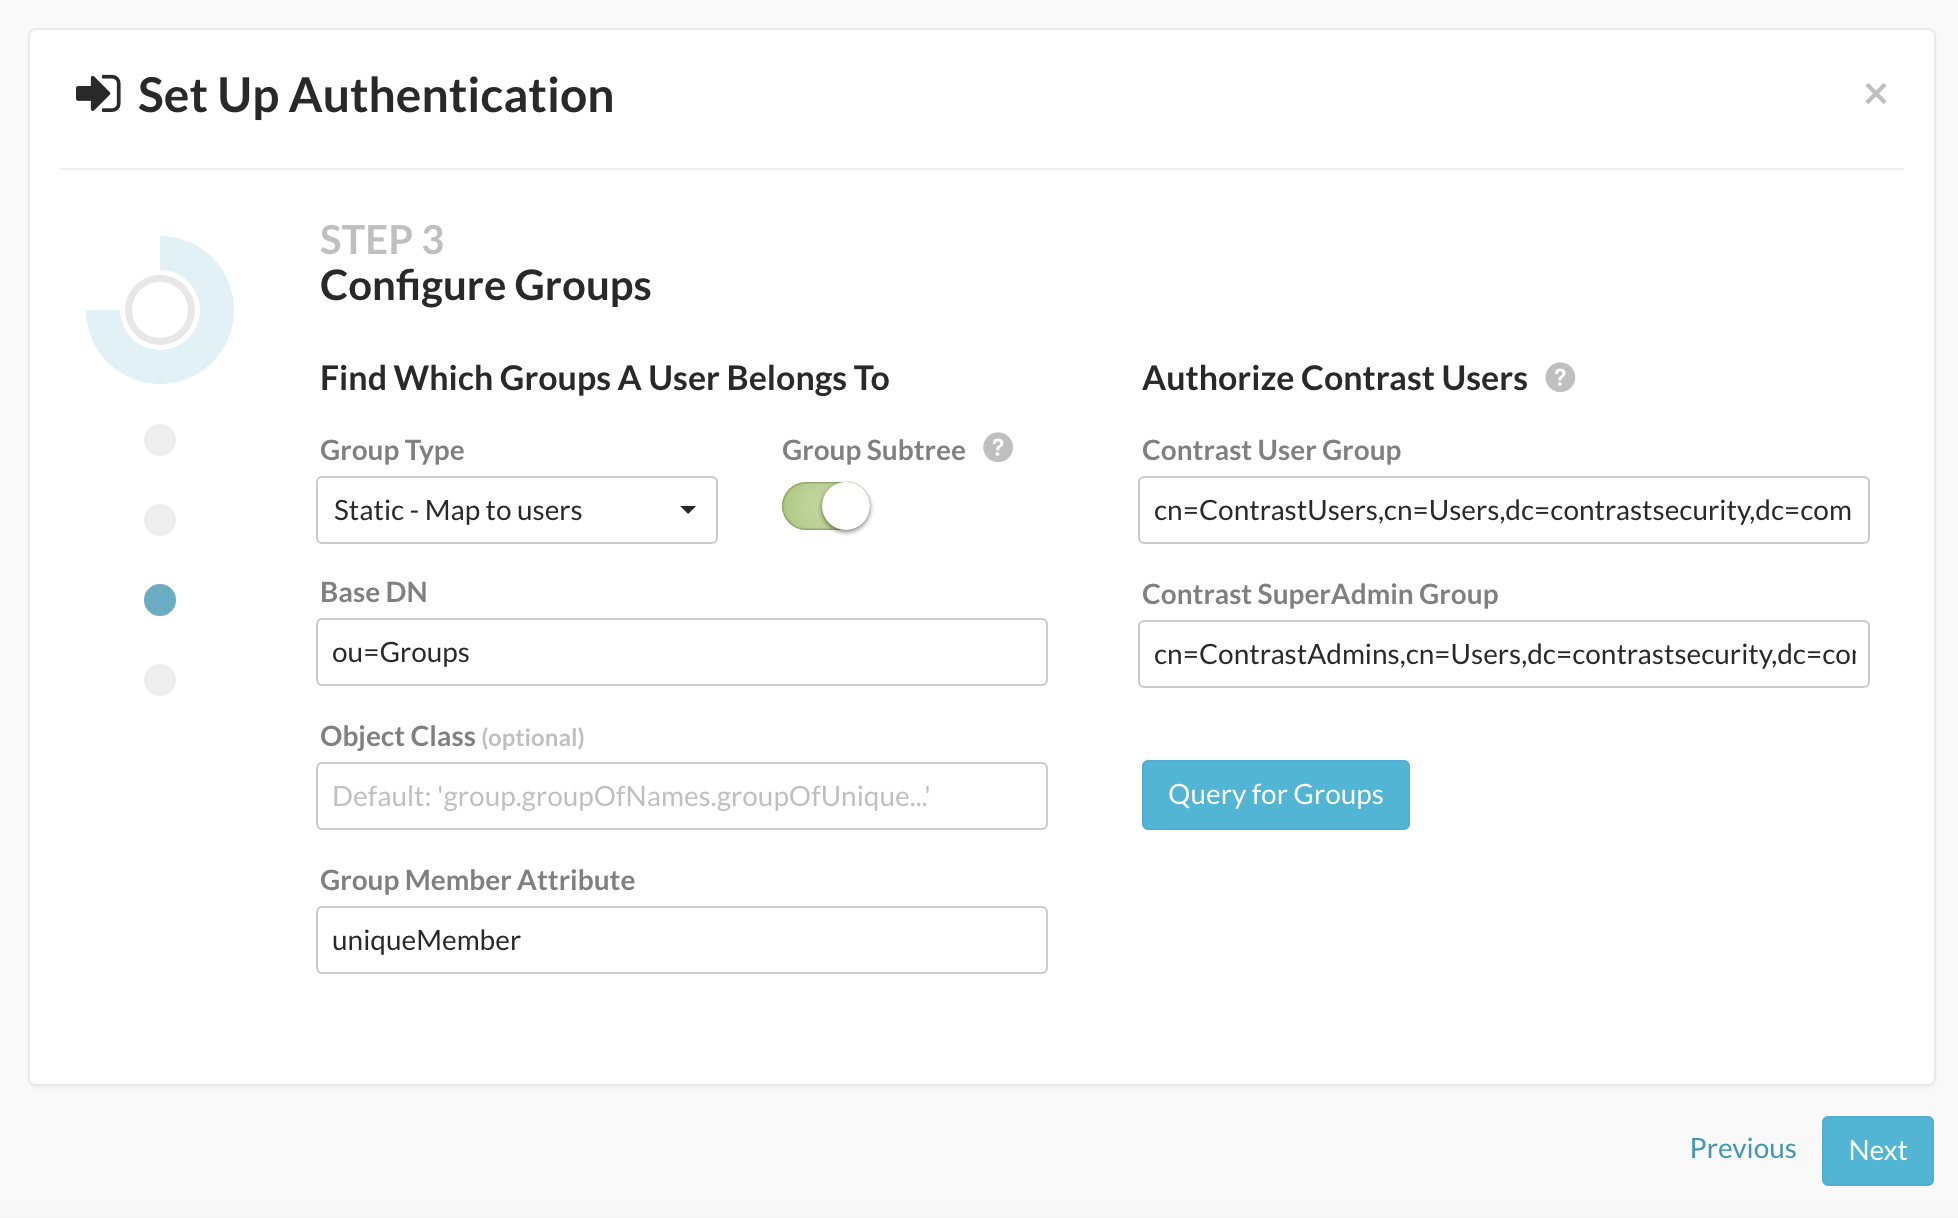 Set Up Authentication
×
STEP 3
Configure Groups
Find Which Groups A User Belongs To
Group Type
Group Subtree ?
Static - Map to users
Base DN
ou=Groups
Object Class (optional)
Default: 'group.groupOfNames.groupOfUnique...'
Group Member Attribute
uniqueMember
Authorize Contrast Users ?
Contrast User Group
cn=ContrastUsers,cn=Users,dc=contrastsecurity,dc=com
Contrast SuperAdmin Group
cn=ContrastAdmins,cn=Users,dc=contrastsecurity,dc=cor
Query for Groups
Previous
Next